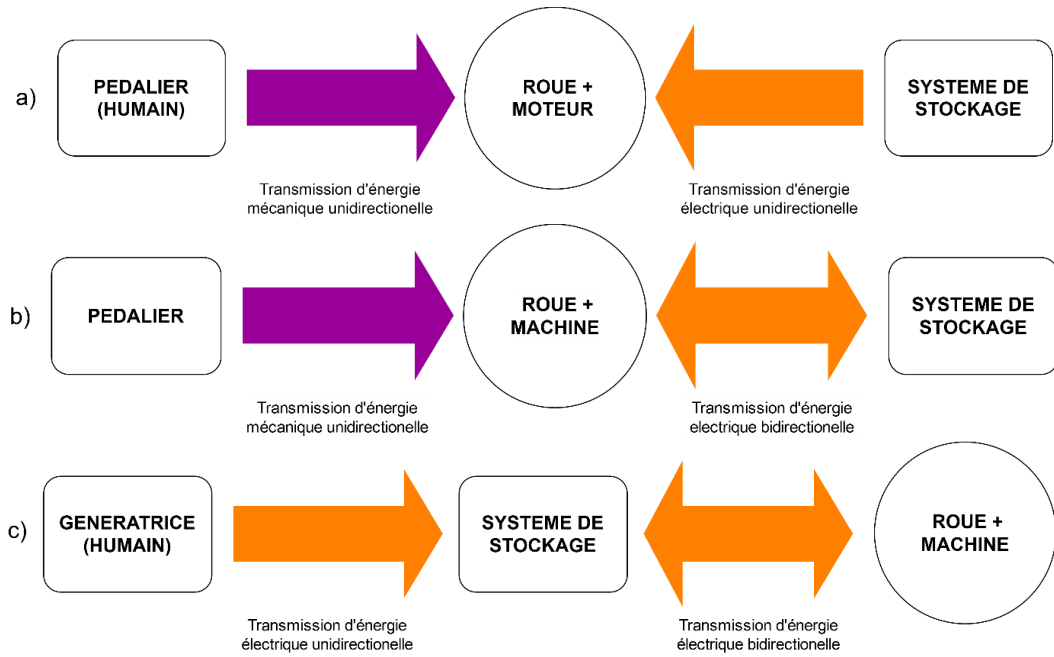 a)
PEDALIER
(HUMAIN)
ROUE +
MOTEUR
SYSTEME DE
STOCKAGE
Transmission d'énergie
mécanique unidirectionelle
Transmission d'énergie
électrique unidirectionelle
b)
PEDALIER
ROUE +
MACHINE
SYSTEME DE
STOCKAGE
Transmission d'énergie
mécanique unidirectionelle
Transmission d'énergie
electrique bidirectionelle
c)
GENERATRICE
(HUMAIN)
SYSTEME DE
STOCKAGE
ROUE +
MACHINE
Transmission d'énergie
électrique unidirectionelle
Transmission d'énergie
électrique bidirectionelle